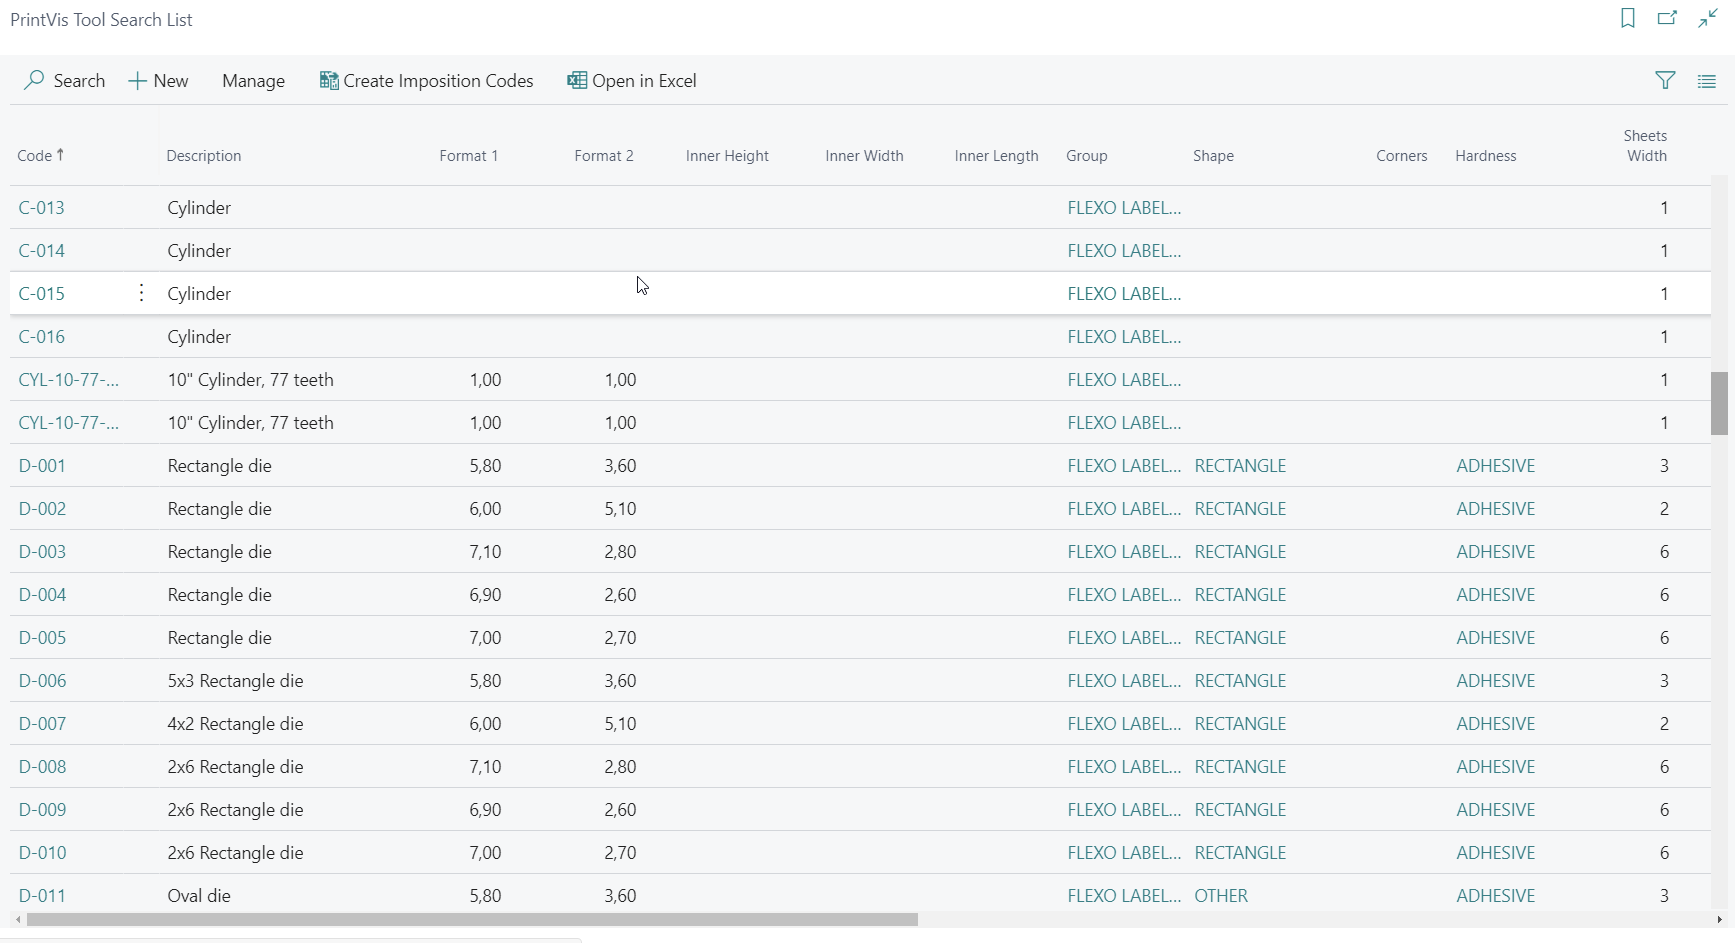 PrintVis Tool Search List
Search New Manage Create Imposition Codes Open in Excel
Code↑ Description Format 1 Format 2 Inner Height Inner Width Inner Length Group Shape Corners Hardness Sheets Width
C-013 Cylinder FLEXO LABEL... 1
C-014 Cylinder FLEXO LABEL... 1
C-015 Cylinder FLEXO LABEL... 1
C-016 Cylinder FLEXO LABEL... 1
CYL-10-77-... 10" Cylinder, 77 teeth 1,00 1,00 FLEXO LABEL... 1
CYL-10-77-... 10" Cylinder, 77 teeth 1,00 1,00 FLEXO LABEL... 1
D-001 Rectangle die 5,80 3,60 FLEXO LABEL... RECTANGLE ADHESIVE 3
D-002 Rectangle die 6,00 5,10 FLEXO LABEL... RECTANGLE ADHESIVE 2
D-003 Rectangle die 7,10 2,80 FLEXO LABEL... RECTANGLE ADHESIVE 6
D-004 Rectangle die 6,90 2,60 FLEXO LABEL... RECTANGLE ADHESIVE 6
D-005 Rectangle die 7,00 2,70 FLEXO LABEL... RECTANGLE ADHESIVE 6
D-006 5x3 Rectangle die 5,80 3,60 FLEXO LABEL... RECTANGLE ADHESIVE 3
D-007 4x2 Rectangle die 6,00 5,10 FLEXO LABEL... RECTANGLE ADHESIVE 2
D-008 2x6 Rectangle die 7,10 2,80 FLEXO LABEL... RECTANGLE ADHESIVE 6
D-009 2x6 Rectangle die 6,90 2,60 FLEXO LABEL... RECTANGLE ADHESIVE 6
D-010 2x6 Rectangle die 7,00 2,70 FLEXO LABEL... RECTANGLE ADHESIVE 6
D-011 Oval die 5,80 3,60 FLEXO LABEL... OTHER ADHESIVE 3